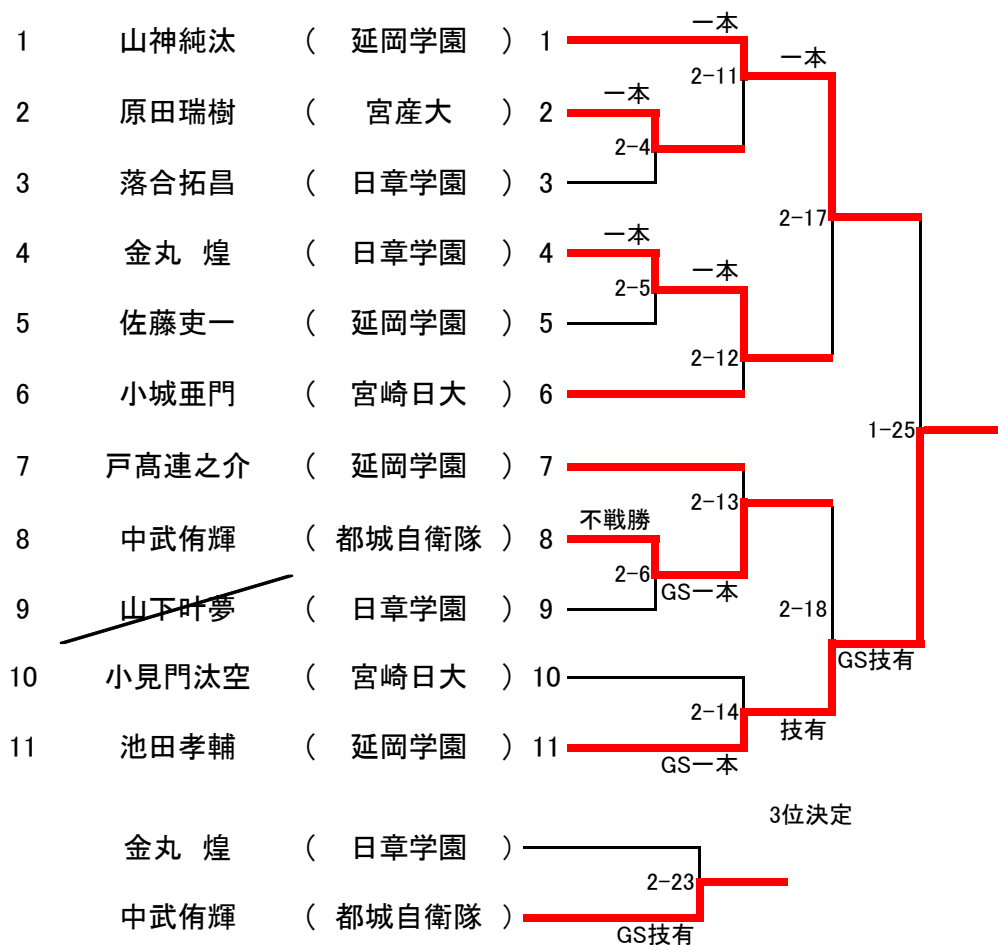 一本
1 山神純汰 ( 延岡学園 ) 1
2-11 一本
一本
2 原田瑞樹 ( 宮産大 ) 2
2-4
3 落合拓昌 ( 日章学園 ) 3
2-17
一本
4 金丸 煌 ( 日章学園 ) 4
一本
2-5
5 佐藤吏一 ( 延岡学園 ) 5
2-12
6 小城亜門 ( 宮崎日大 ) 6
1-25
7 戸髙連之介 ( 延岡学園 ) 7
2-13
不戦勝
8 中武侑輝 ( 都城自衛隊 ) 8
2-6
GS一本
9 山下叶夢 ( 日章学園 ) 9
2-18
GS技有
10 小見門汰空 ( 宮崎日大 ) 10
2-14
技有
11 池田孝輔 ( 延岡学園 ) 11
GS一本
3位決定
金丸 煌 ( 日章学園 )
2-23
中武侑輝 ( 都城自衛隊 )
GS技有